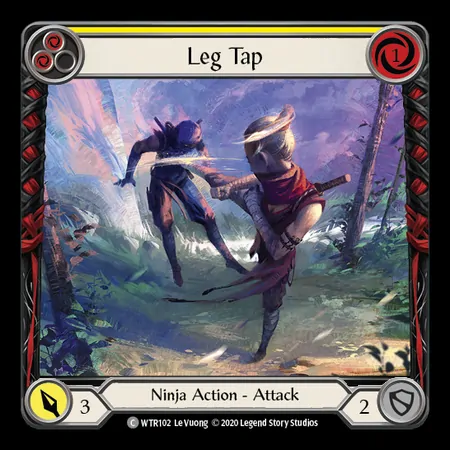 1
Leg Tap
3
Ninja Action - Attack
2
C WTR102 Le Vuong © 2020 Legend Story Studios